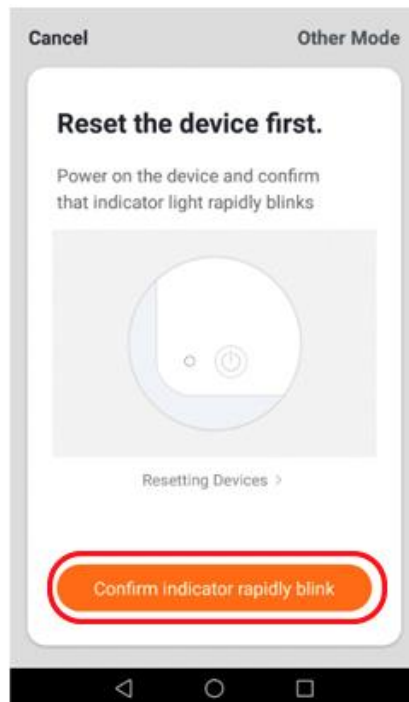 Cancel
Other Mode
Reset the device first.
Power on the device and confirm
that indicator light rapidly blinks
Resetting Devices >
Confirm indicator rapidly blink